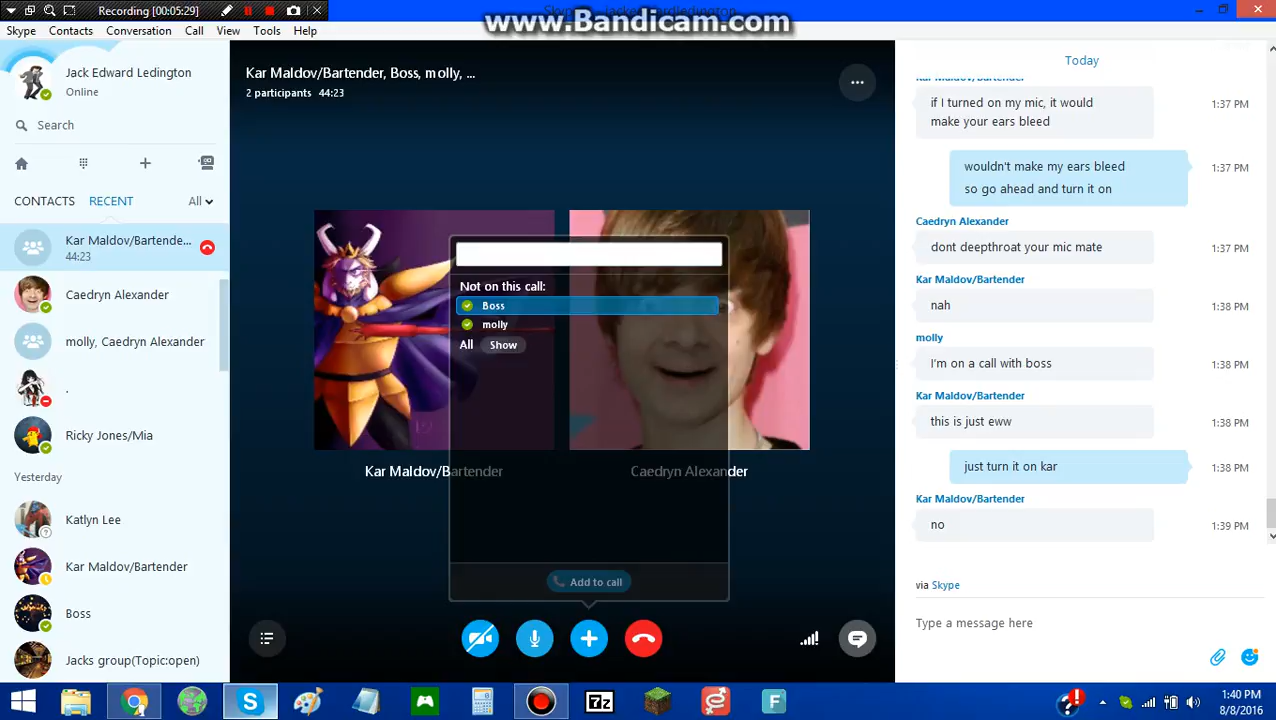 Recording [00:05:29]
www.Bandicam.com
Skype Contacts Conversation Call View Tools Help
Jack Edward Ledington
Online
Search
CONTACTS RECENT All
Kar Maldov/Bartende...
44:23
Caedryn Alexander
molly, Caedryn Alexander
.
Ricky Jones/Mia
Yesterday
Katlyn Lee
Kar Maldov/Bartender
Boss
Jacks group(Topic:open)
Kar Maldov/Bartender, Boss, molly, ...
2 participants 44:23
Not on this call:
Boss
molly
All Show
Add to call
Kar Maldov/Bartender
Caedryn Alexander
Today
Kar Maldov/Bartender
if I turned on my mic, it would
make your ears bleed
1:37 PM
wouldn't make my ears bleed
so go ahead and turn it on
1:37 PM
Caedryn Alexander
dont deepthroat your mic mate
1:37 PM
Kar Maldov/Bartender
nah
1:38 PM
molly
I'm on a call with boss
1:38 PM
Kar Maldov/Bartender
this is just eww
1:38 PM
just turn it on kar
1:38 PM
Kar Maldov/Bartender
no
1:39 PM
via Skype
Type a message here
7z
F
1:40 PM
8/8/2016